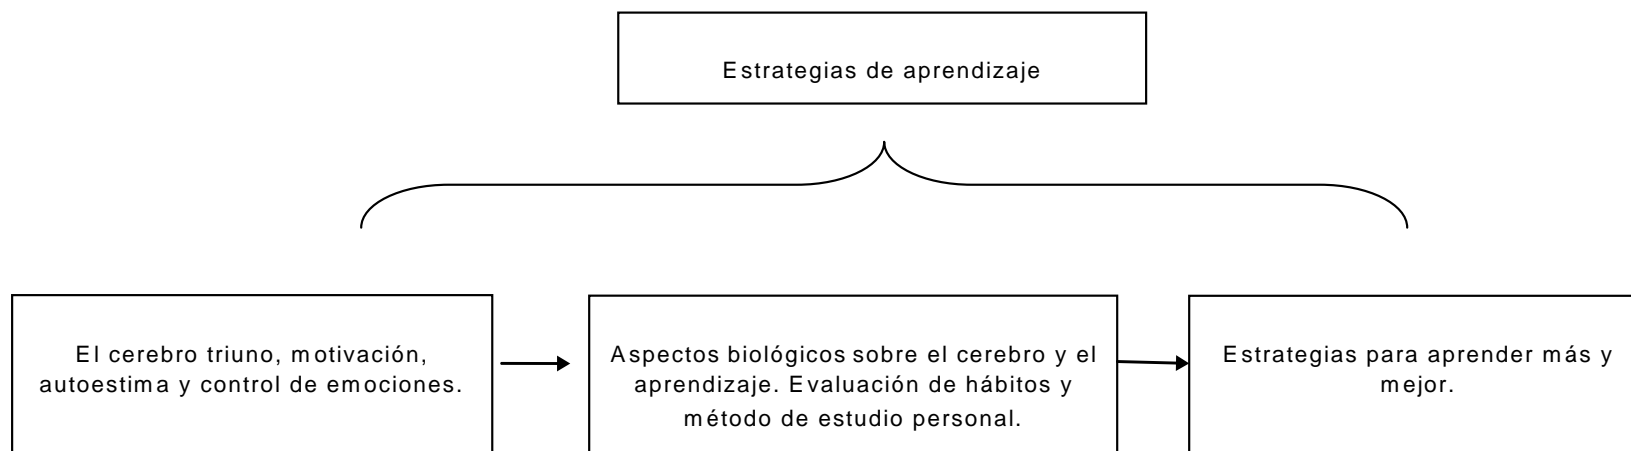 Estrategias de aprendizaje
El cerebro triuno, motivación,
autoestima y control de emociones.
Aspectos biológicos sobre el cerebro y el
aprendizaje. Evaluación de hábitos y
método de estudio personal.
Estrategias para aprender más y
mejor.